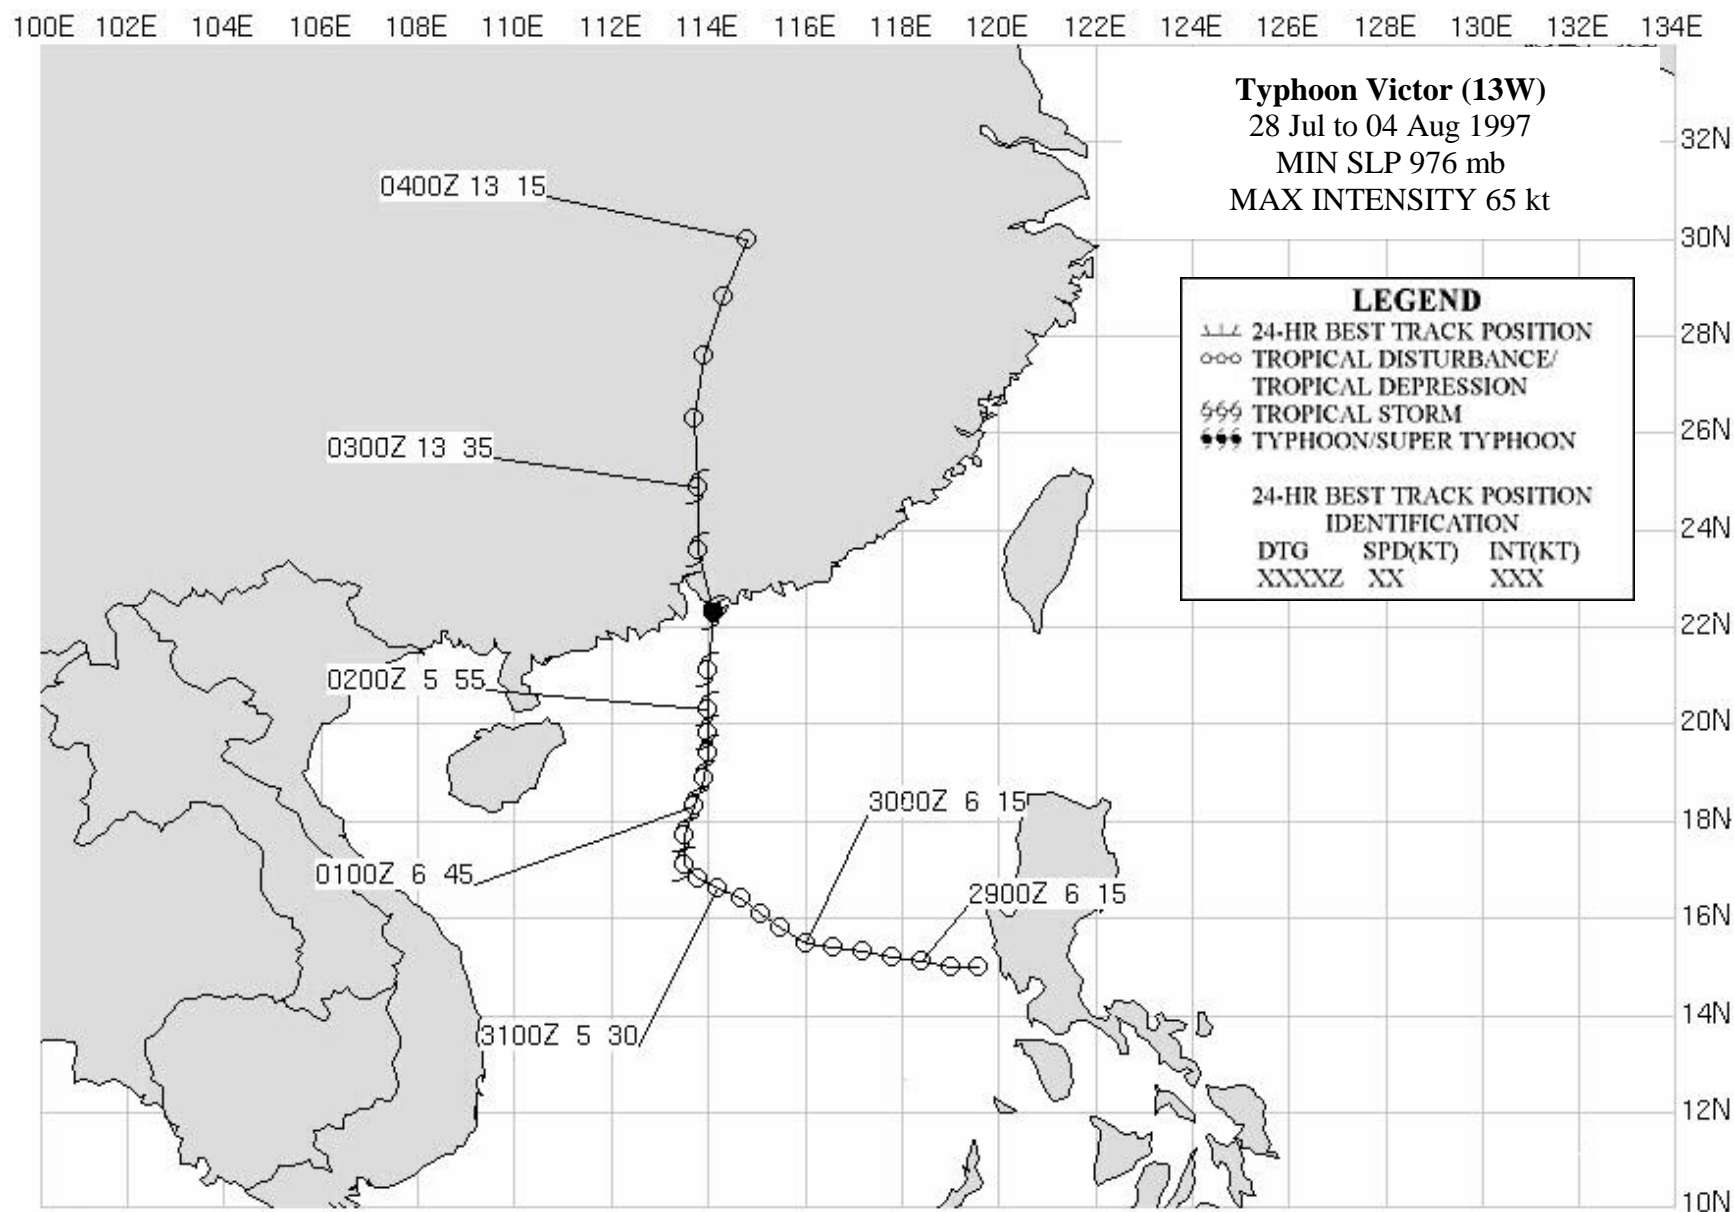 100E 102E 104E 106E 108E 110E 112E 114E 116E 118E 120E 122E 124E 126E 128E 130E 132E 134E
Typhoon Victor (13W)
28 Jul to 04 Aug 1997
MIN SLP 976 mb
MAX INTENSITY 65 kt
32N
0400Z 13 15
30N
LEGEND
24-HR BEST TRACK POSITION
TROPICAL DISTURBANCE/
TROPICAL DEPRESSION
TROPICAL STORM
TYPHOON/SUPER TYPHOON
24-HR BEST TRACK POSITION
IDENTIFICATION
DTG SPD(KT) INT(KT)
XXXXZ XX XXX
28N
26N
0300Z 13 35
24N
22N
0200Z 5 55
20N
3000Z 6 15
18N
0100Z 6 45
2900Z 6 15
16N
3100Z 5 30
14N
12N
10N